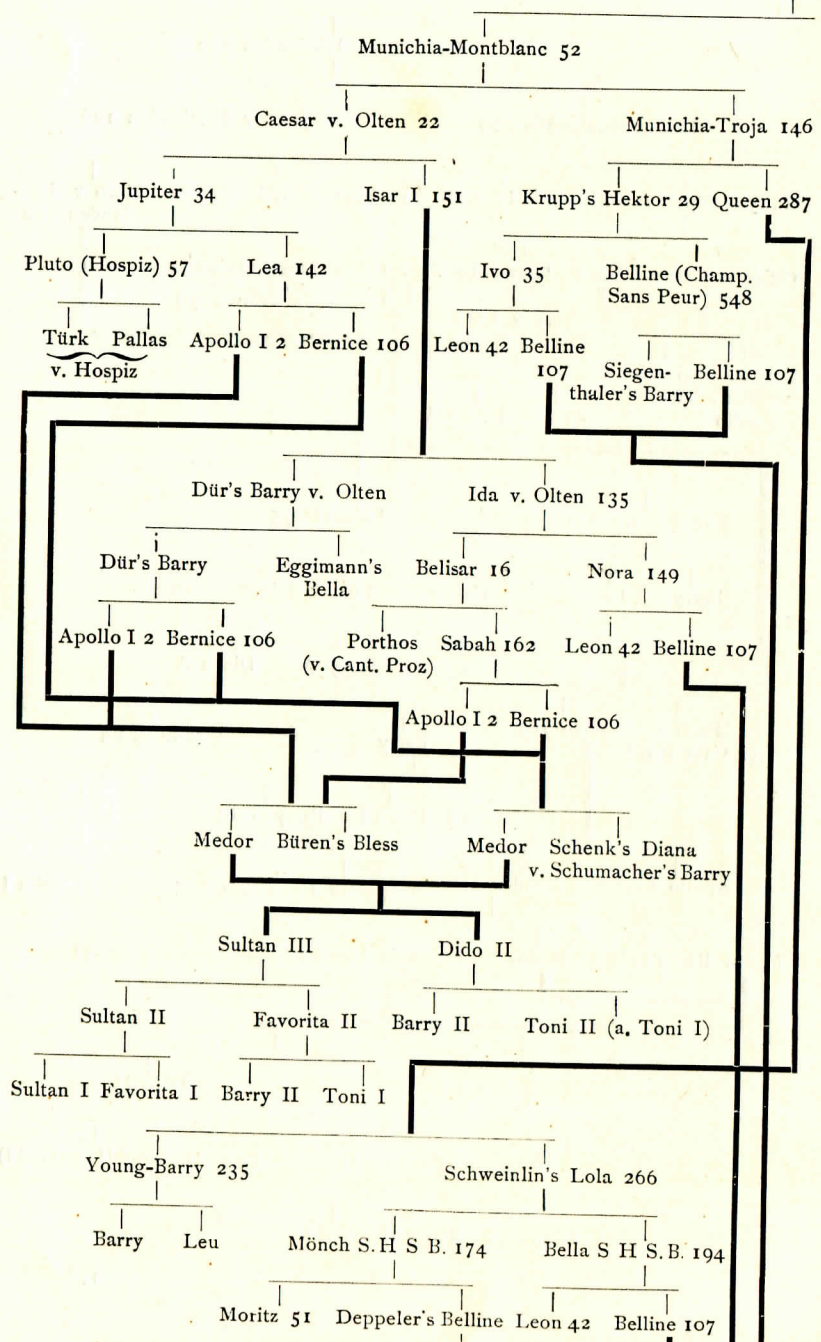 Munichia-Montblanc 52
Caesar v. Olten 22 Munichia-Troja 146
Jupiter 34 Isar I 151 Krupp's Hektor 29 Queen 287
Pluto (Hospiz) 57 Lea 142 Ivo 35 Belline (Champ.
Sans Peur) 548
Türk Pallas Apollo I 2 Bernice 106 Leon 42 Belline
107
v. Hospiz
Siegen-
thaler's Barry
Belline 107
Dür's Barry v. Olten Ida v. Olten 135
Dür's Barry Eggimann's
Bella
Belisar 16 Nora 149
Apollo I 2 Bernice 106 Porthos
(v. Cant. Proz)
Sabah 162 Leon 42 Belline 107
Apollo I 2 Bernice 106
Medor Büren's Bless Medor Schenk's Diana
v. Schumacher's Barry
Sultan III Dido II
Sultan II Favorita II Barry II Toni II (a. Toni I)
Sultan I Favorita I Barry II Toni I
Young-Barry 235 Schweinlin's Lola 266
Barry Leu Mönch S. H S B. 174 Bella S H S. B. 194
Moritz 51 Deppeler's Belline Leon 42 Belline 107